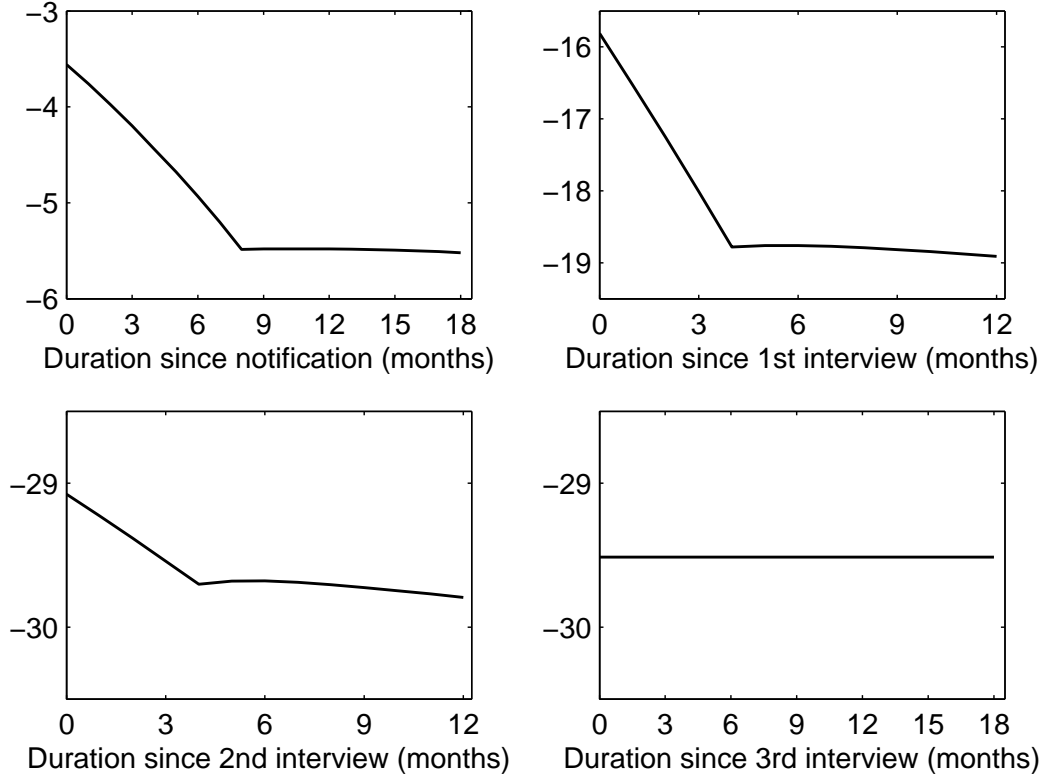 −3
−4
−5
−6
0 3 6 9 12 15 18
Duration since notification (months)
−16
−17
−18
−19
0 3 6 9 12
Duration since 1st interview (months)
−29
−30
0 3 6 9 12
Duration since 2nd interview (months)
−29
−30
0 3 6 9 12 15 18
Duration since 3rd interview (months)